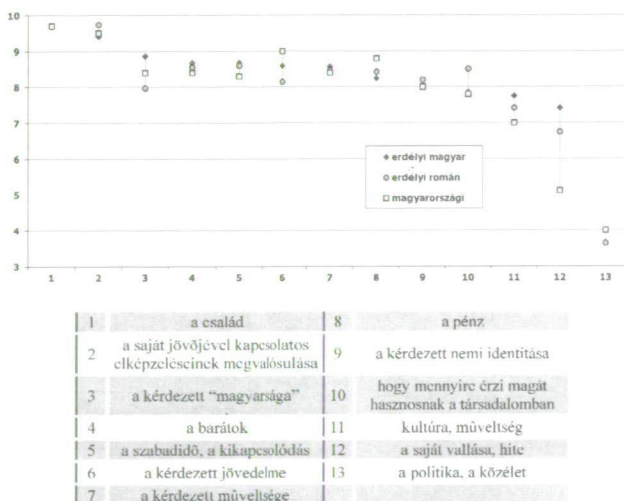 10
9
8
7
6
5
4
3
erdélyi magyar
erdélyi román
magyarországi
1 2 3 4 5 6 7 8 9 10 11 12 13
1 a család 8 a pénz
2 a saját jövőjével kapcsolatos
elképzeléseinek megvalósulása
9 a kérdezett nemi identitása
3 a kérdezett “magyarsága”
10 hogy mennyire érzi magát
hasznosnak a társadalomban
4 a barátok 11 kultúra, műveltség
5 a szabadidő, a kikapcsolódás 12 a saját vallása, hite
6 a kérdezett jövedelme 13 a politika, a közélet
7 a kérdezett műveltsége